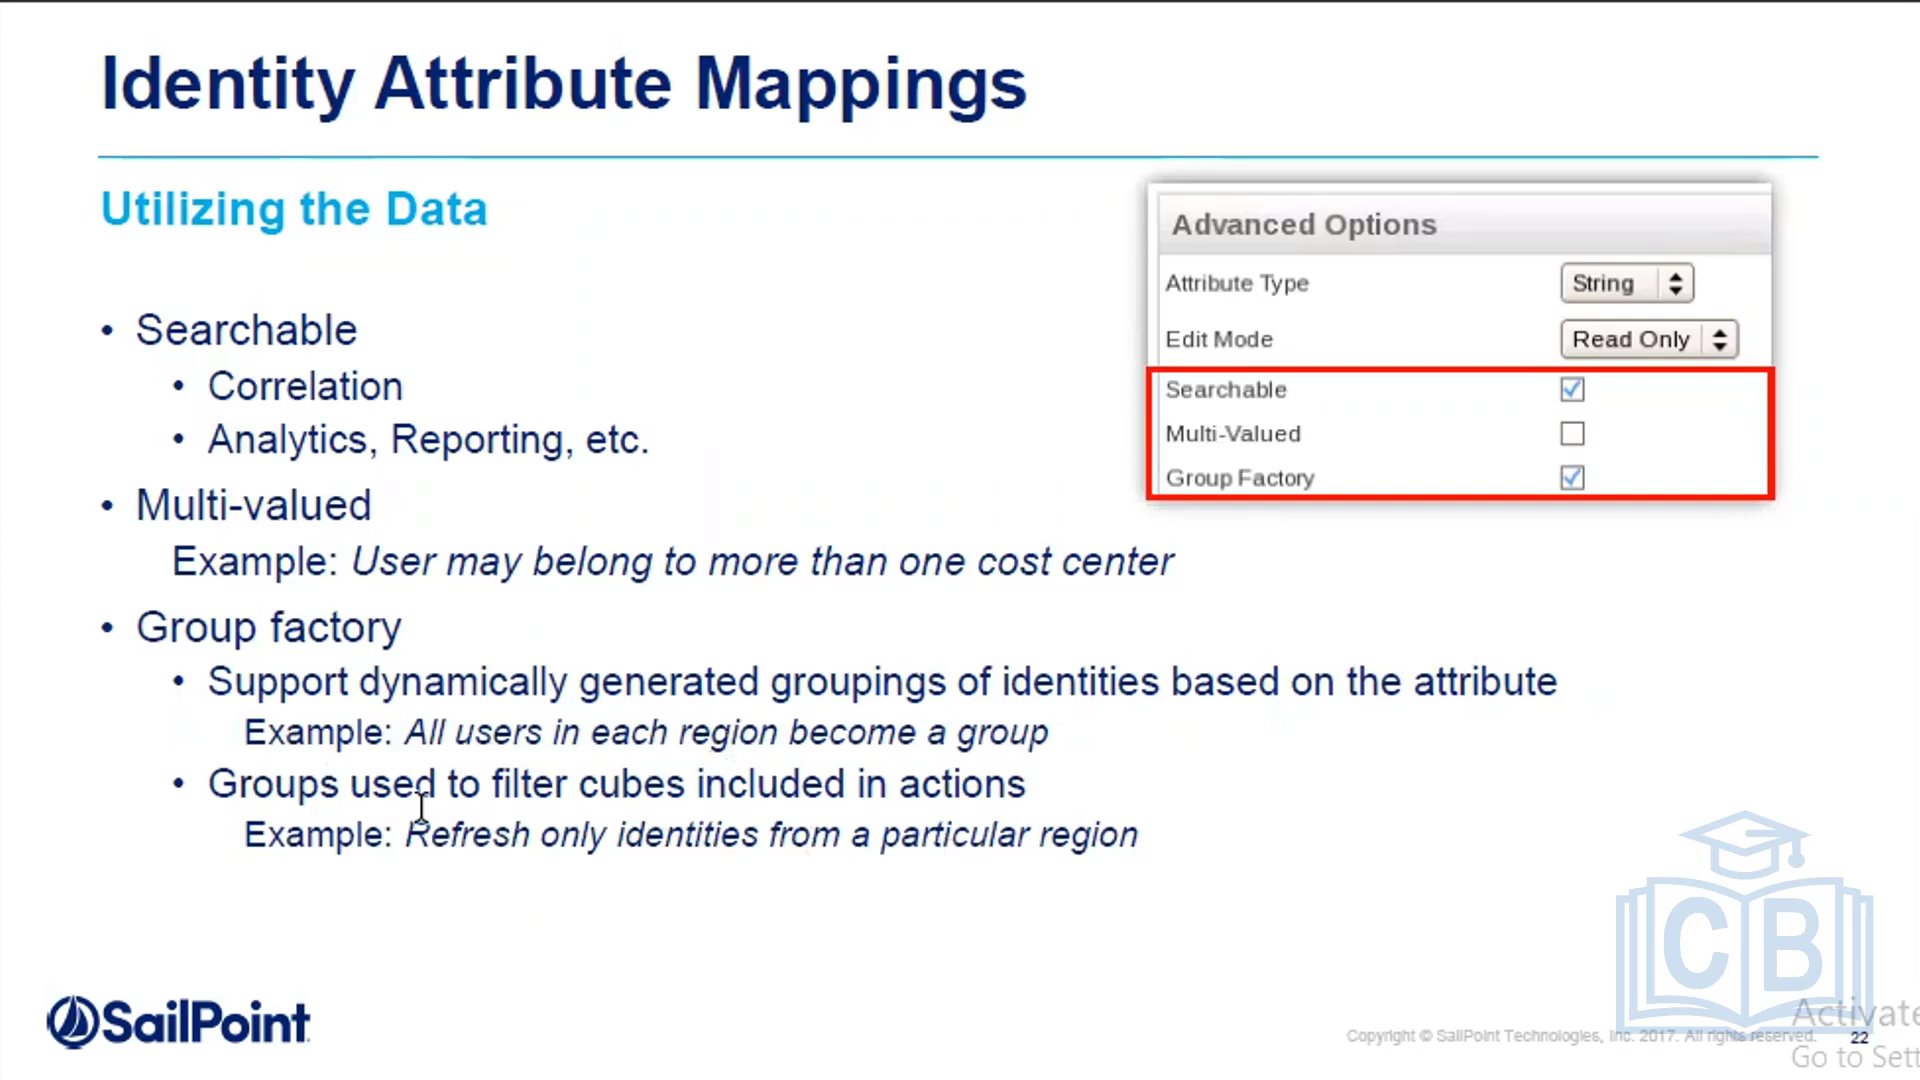 Identity Attribute Mappings
Utilizing the Data
Advanced Options
Attribute Type String
Edit Mode Read Only
Searchable
Multi-Valued
Group Factory
• Searchable
• Correlation
• Analytics, Reporting, etc.
• Multi-valued
Example: User may belong to more than one cost center
• Group factory
• Support dynamically generated groupings of identities based on the attribute
Example: All users in each region become a group
• Groups used to filter cubes included in actions
Example: Refresh only identities from a particular region
CB
SailPoint
Copyright © SailPoint Technologies, Inc. 2017. All rights reserved. 22
Activate
Go to Sett